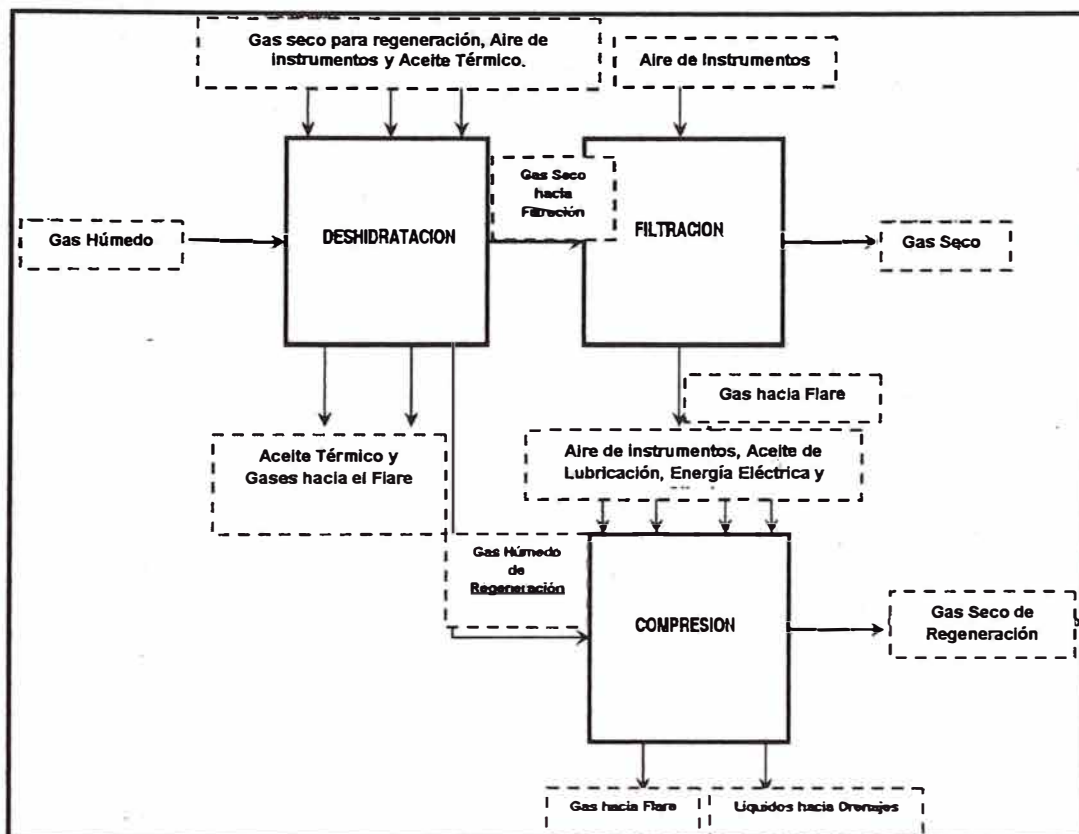 Gas seco para regeneración, Aire de
instrumentos y Aceite Térmico.
Aire de Instrumentos
Gas Seco
hacia
Filtración
Gas Húmedo
DESHIDRATACION
FILTRACION
Gas Seco
Gas hacia Flare
Aceite Térmico y
Gases hacia el Flare
Aire de instrumentos, Aceite de
Lubricación, Energía Eléctrica y
Gas Húmedo
de
Regeneración
COMPRESION
Gas Seco de
Regeneración
Gas hacia Flare
Líquidos hacia Drenajes